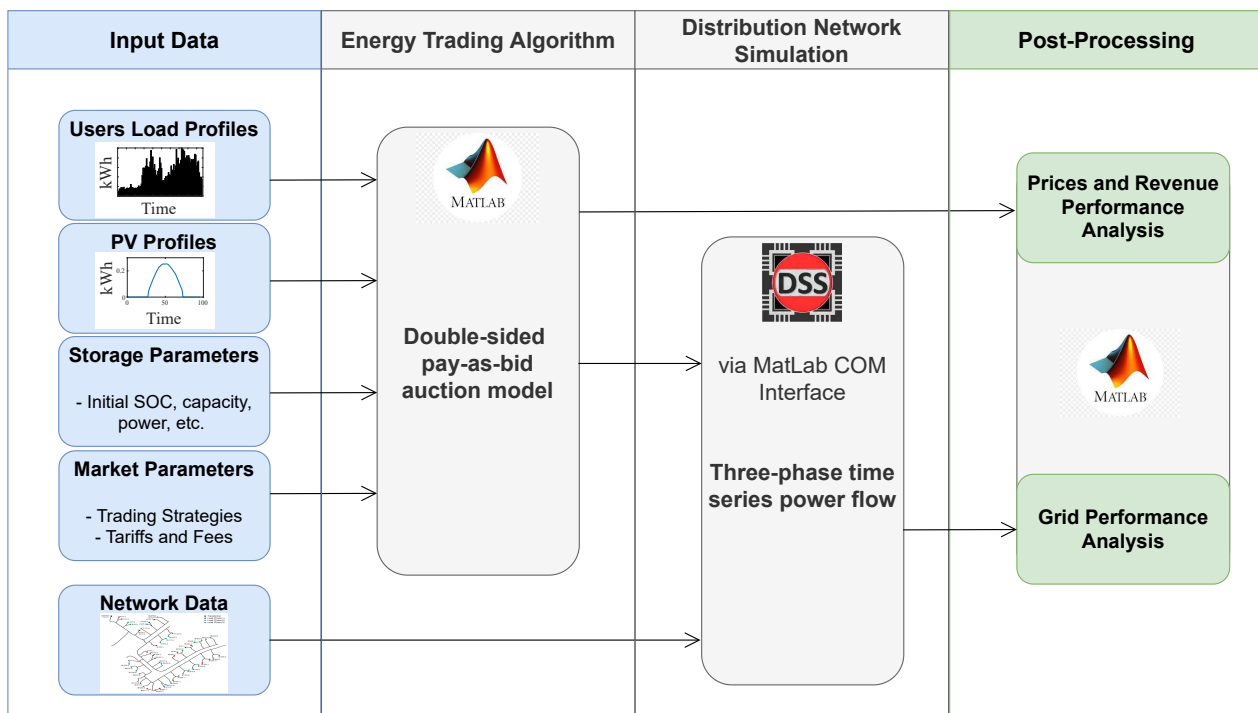 Input Data
Energy Trading Algorithm
Distribution Network
Simulation
Post-Processing
Users Load Profiles
kWh
Time
PV Profiles
kWh
0.2
0
0
50
100
Time
Storage Parameters
- Initial SOC, capacity,
power, etc.
Market Parameters
- Trading Strategies
- Tariffs and Fees
Network Data
MATLAB
Double-sided
pay-as-bid
auction model
DSS
via MatLab COM
Interface
Three-phase time
series power flow
Prices and Revenue
Performance
Analysis
MATLAB
Grid Performance
Analysis